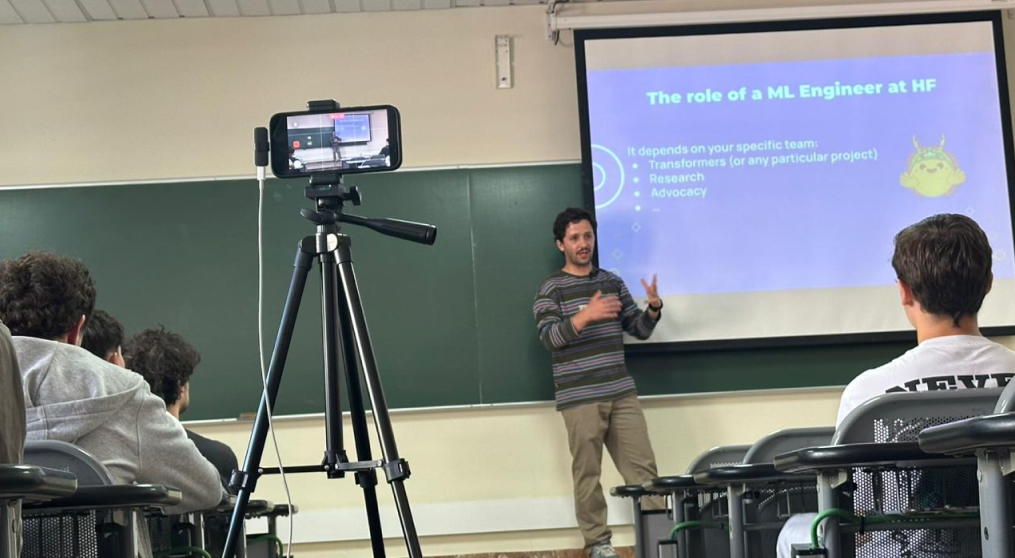 The role of a ML Engineer at HF
It depends on your specific team:
• Transformers (or any particular project)
• Research
• Advocacy
• ...
NEVE